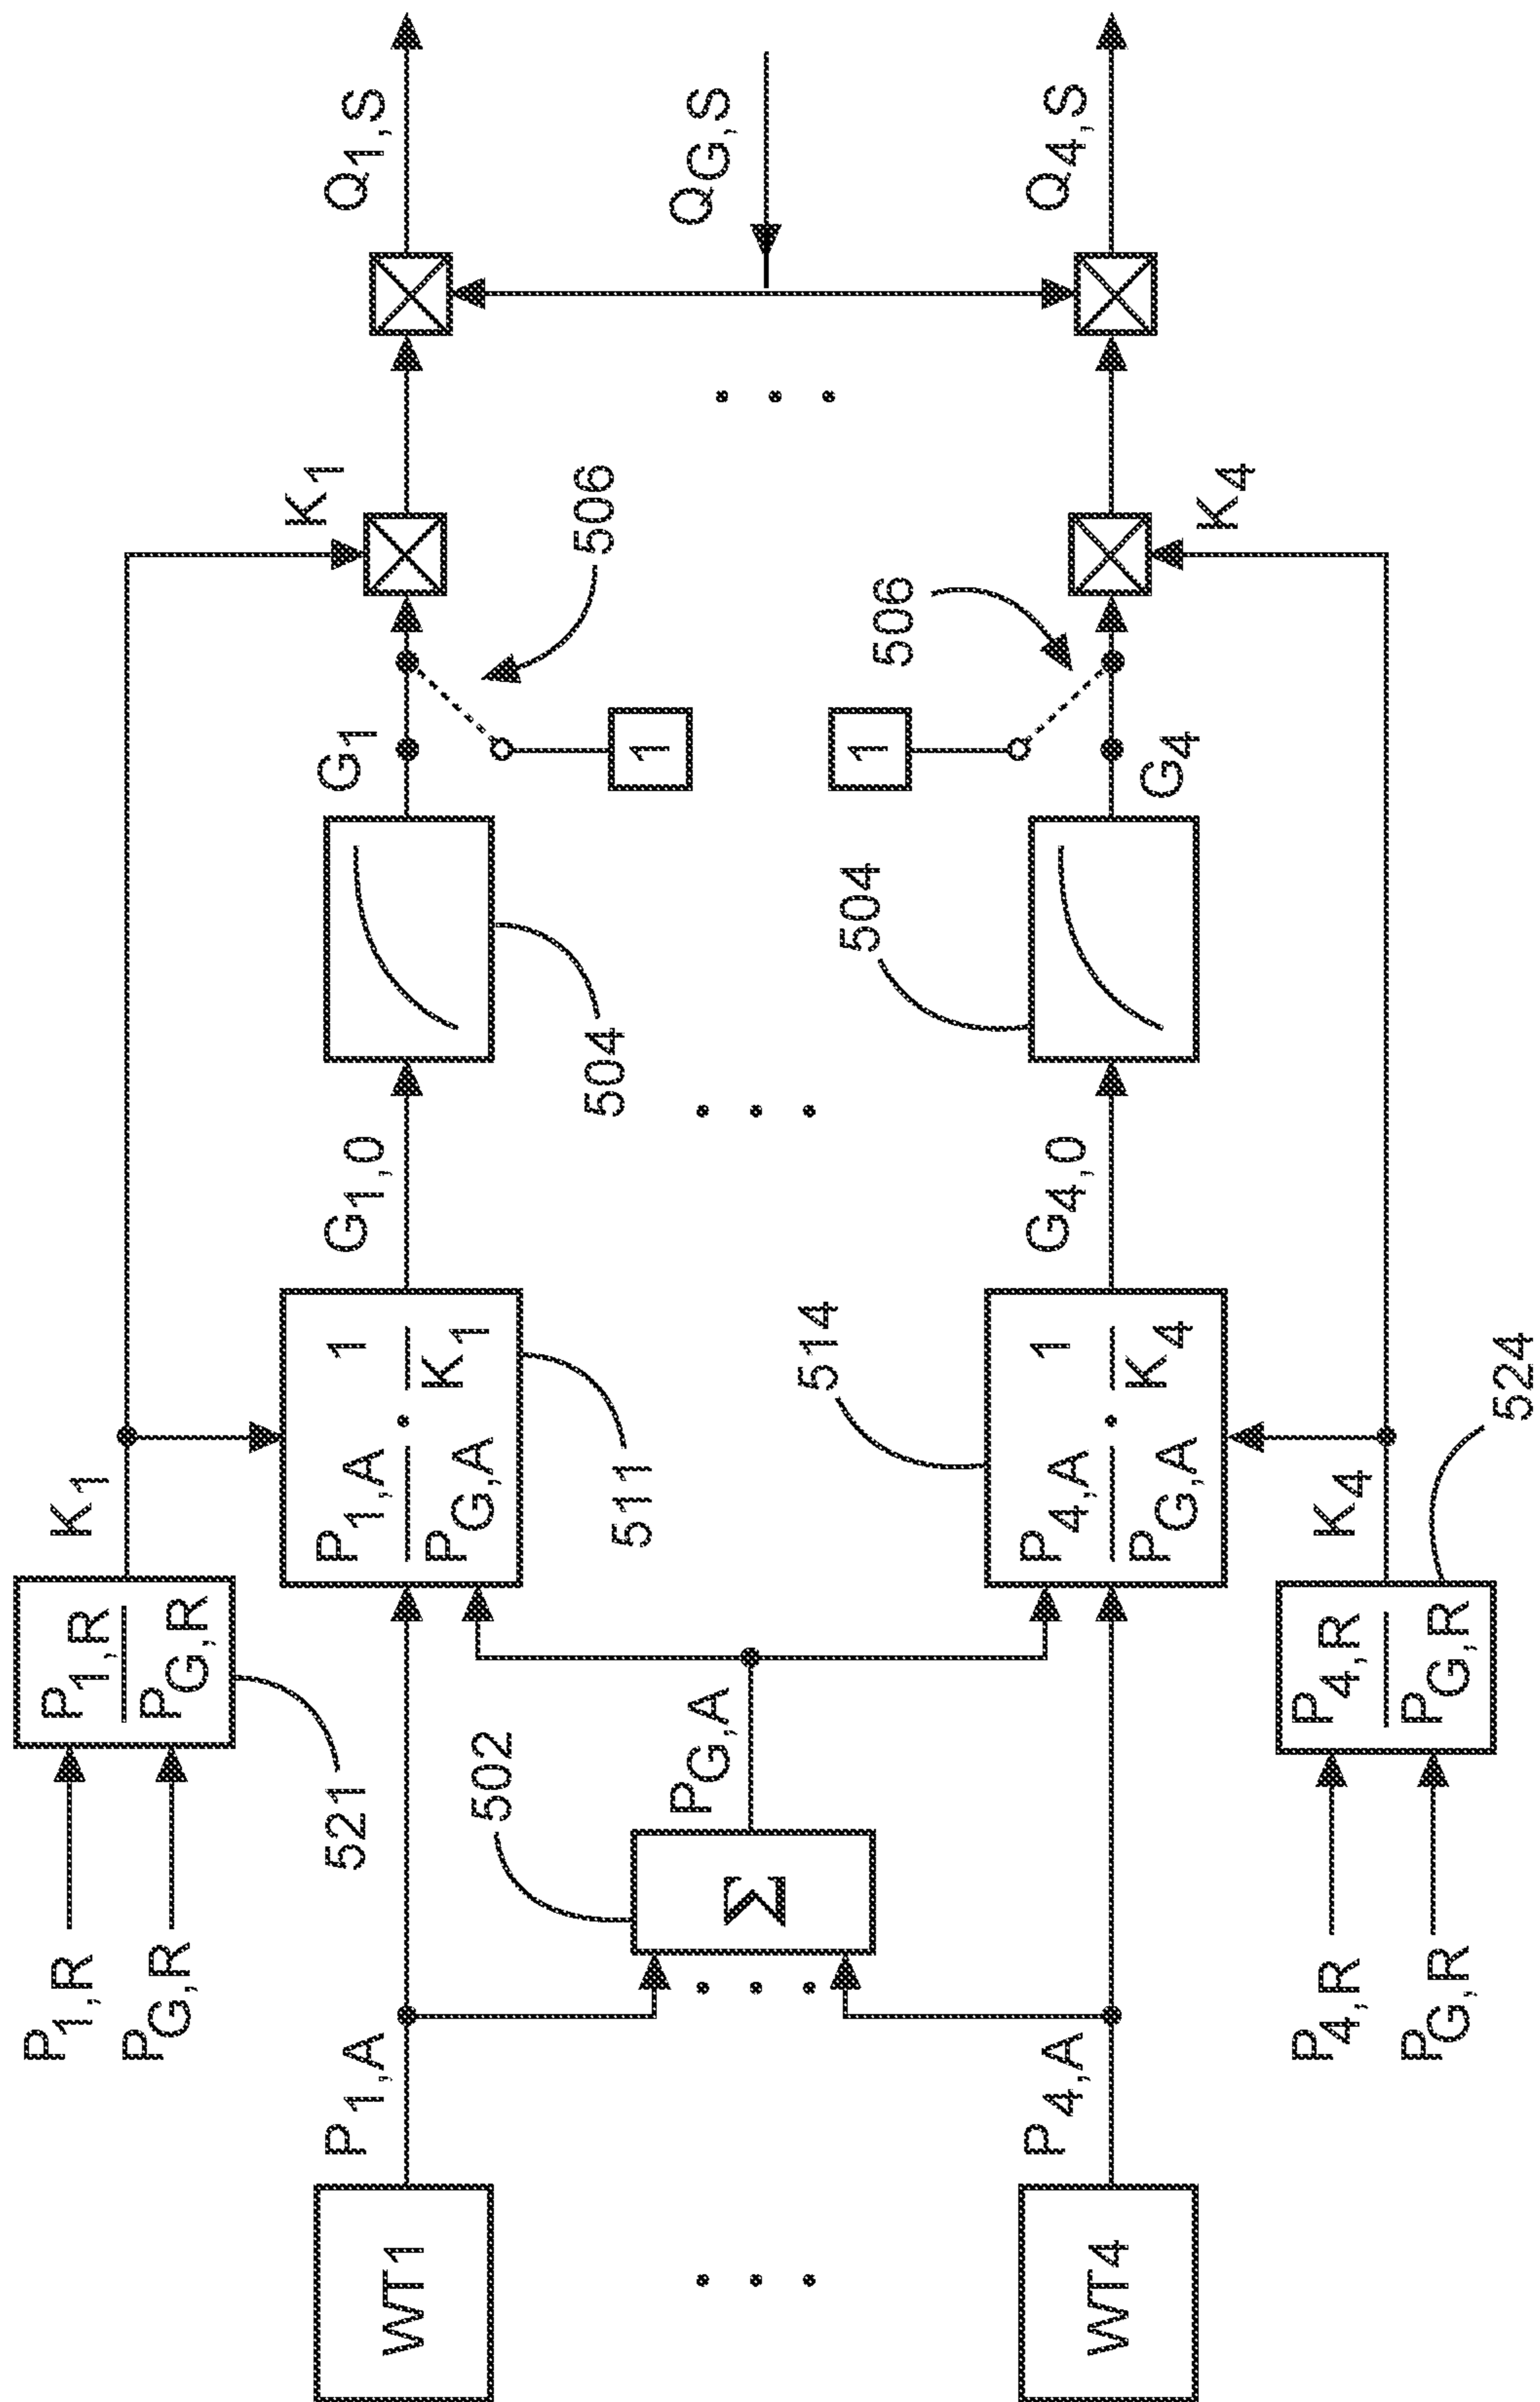 P1,R
PG,R
P1,R
PG,R
K1
521
K1
WT1
P1,A
P1,A
PG,A
· 1
K1
511
G1,0
504
G1
1
506
Q1,S
502
Σ
PG,A
QG,S
514
504
1
506
WT4
P4,A
P4,A
PG,A
· 1
K4
G4,0
G4
K4
Q4,S
P4,R
PG,R
P4,R
PG,R
K4
524